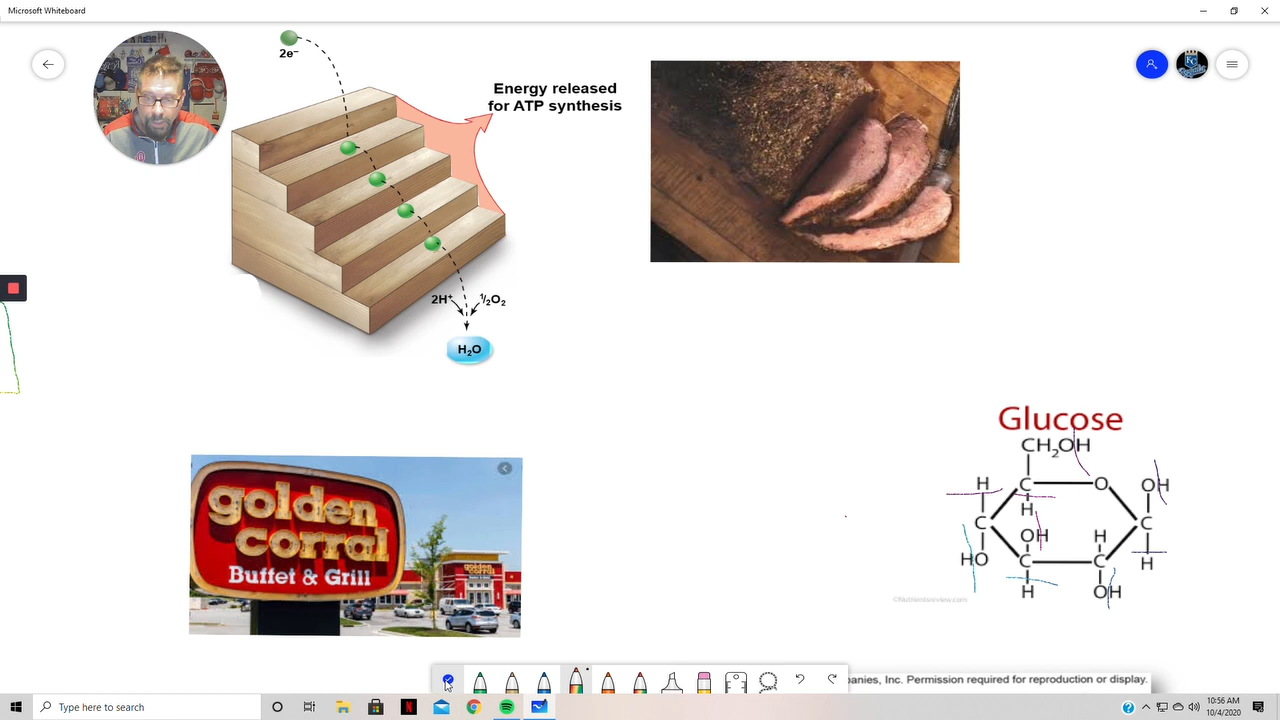 Microsoft Whiteboard
2e⁻
Energy released
for ATP synthesis
2H⁺
½O₂
H₂O
KC
golden
corral
Buffet & Grill
golden
corral
Glucose
CH₂OH
H
C
O
OH
H
C
C
OH
H
HO
C
C
H
H
OH
©Nutrientsreview.com
panies, Inc. Permission required for reproduction or display.
Type here to search
10:56 AM
10/4/2020